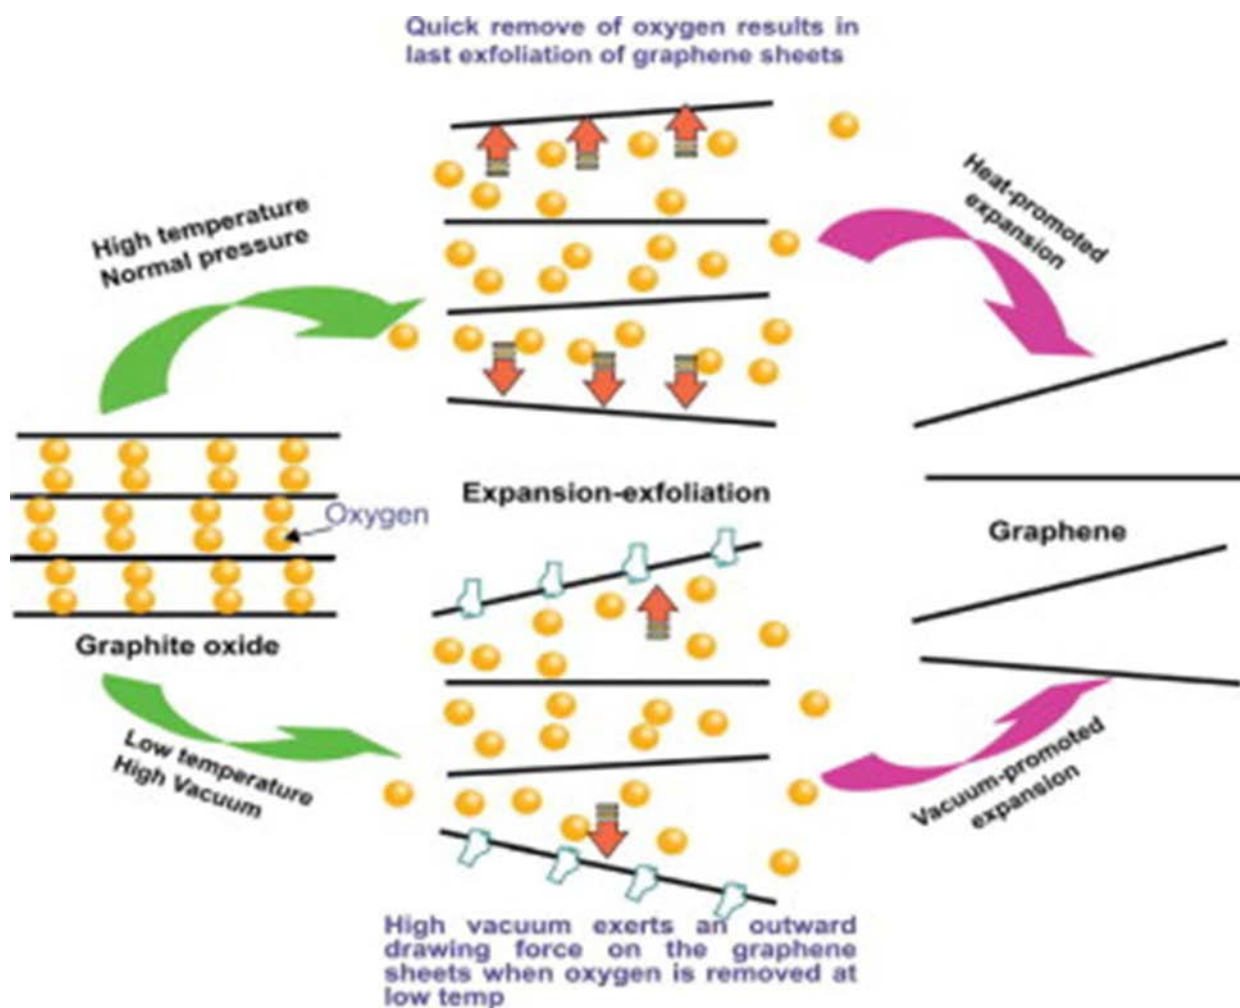 Quick remove of oxygen results in
last exfoliation of graphene sheets
High temperature
Normal pressure
Heat-promoted
expansion
Oxygen
Expansion-exfoliation
Graphene
Graphite oxide
Low temperature
High Vacuum
Vacuum-promoted
expansion
High vacuum exerts an outward
drawing force on the graphene
sheets when oxygen is removed at
low temp